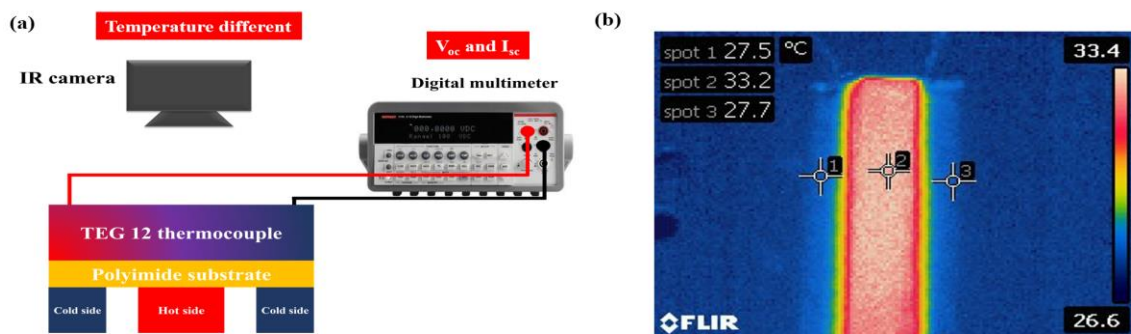 (a)
Temperature different
IR camera
V_oc and I_sc
Digital multimeter
TEG 12 thermocouple
Polyimide substrate
Cold side
Hot side
Cold side
(b)
spot 1 27.5 °C
spot 2 33.2
spot 3 27.7
33.4
1
2
3
26.6
FLIR